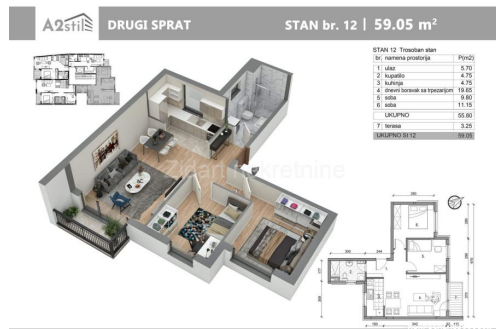 A2stil
DRUGI SPRAT
STAN br. 12 | 59.05 m²
STAN 12 Trosoban stan
br. namena prostorija P(m2)
1 ulaz 5.70
2 kupatilo 4.75
3 kuhinja 4.75
4 dnevni boravak sa trpezarijom 19.65
5 soba 9.80
6 soba 11.15
UKUPNO 55.80
7 terasa 3.25
UKUPNO St 12 59.05
Zidart Nekretnine